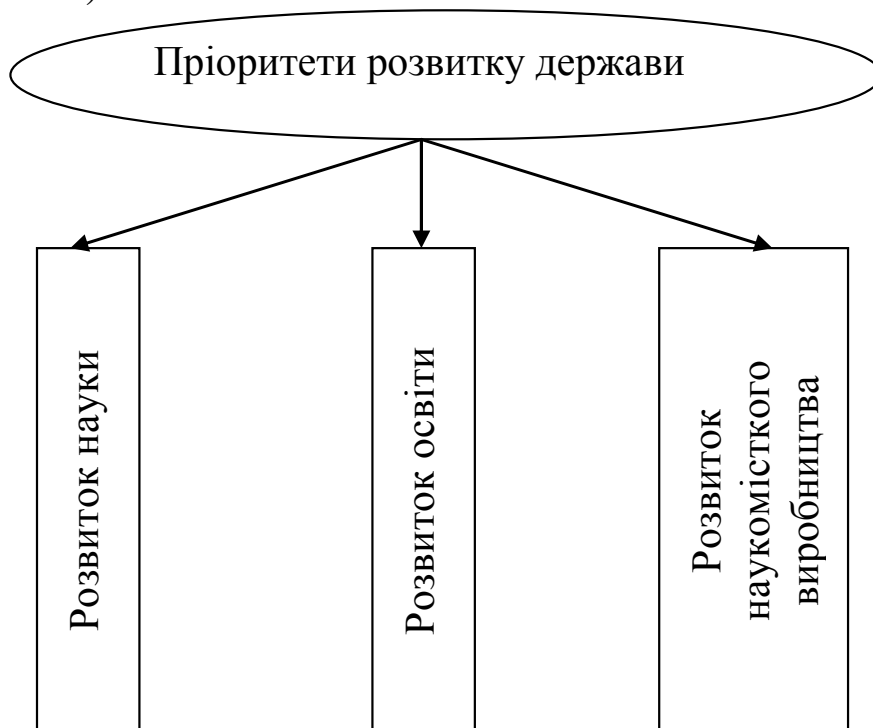 )
Пріоритети розвитку держави
Розвиток науки
Розвиток освіти
Розвиток
наукомісткого
виробництва